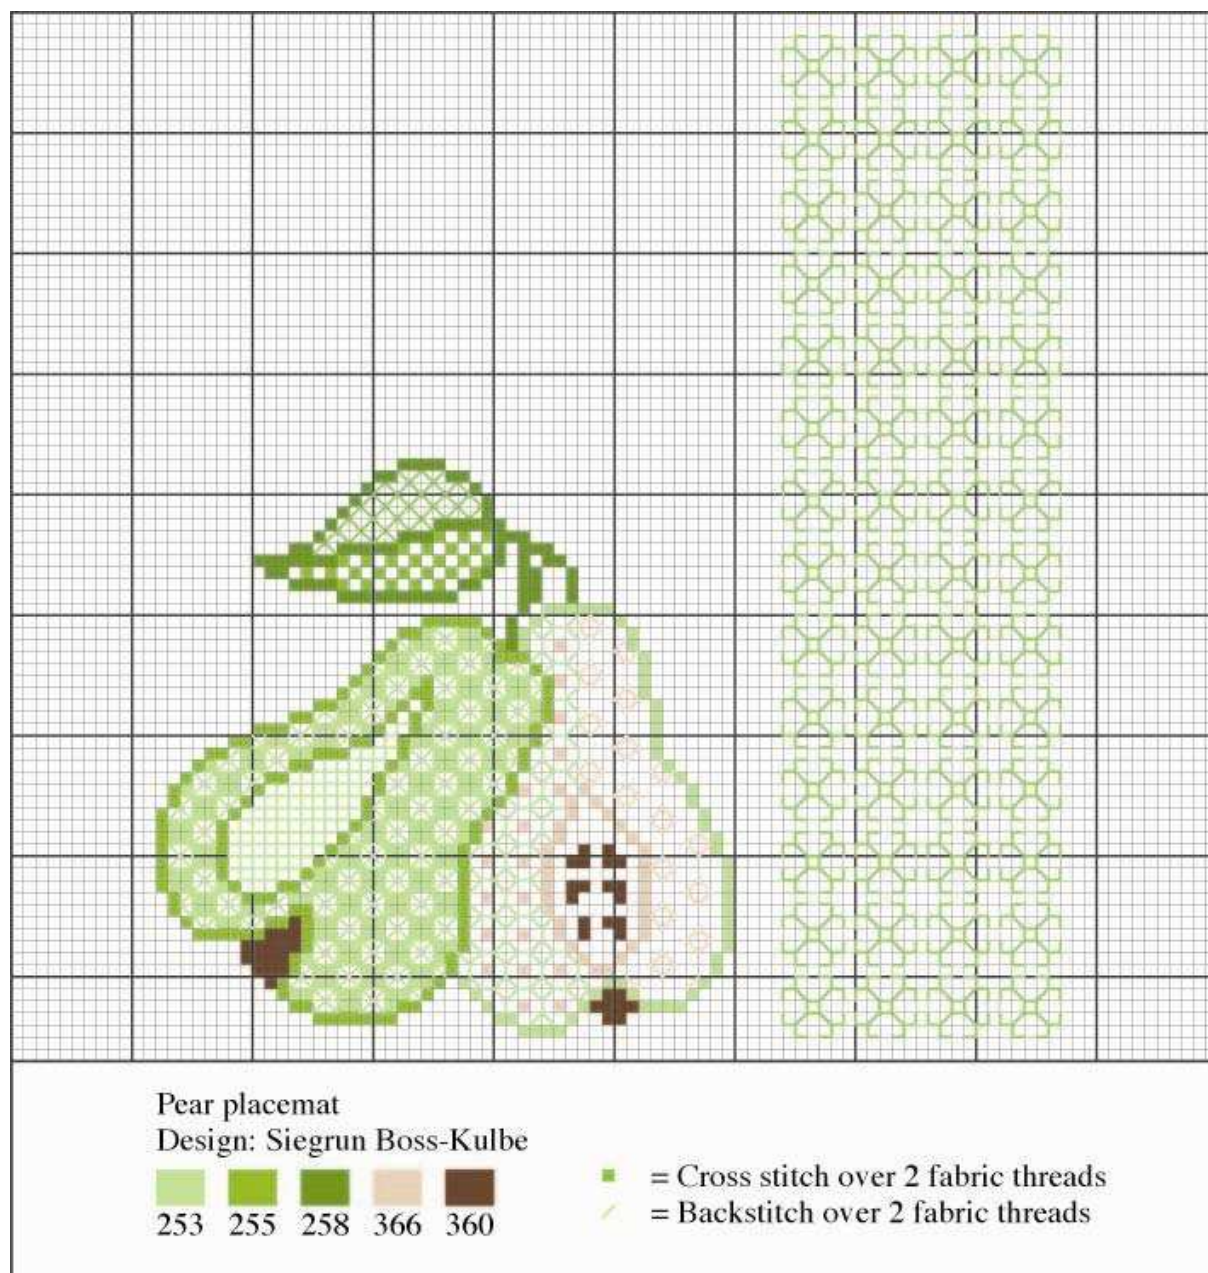 Pear placemat
Design: Siegrun Boss-Kulbe
253 255 258 366 360
= Cross stitch over 2 fabric threads
= Backstitch over 2 fabric threads